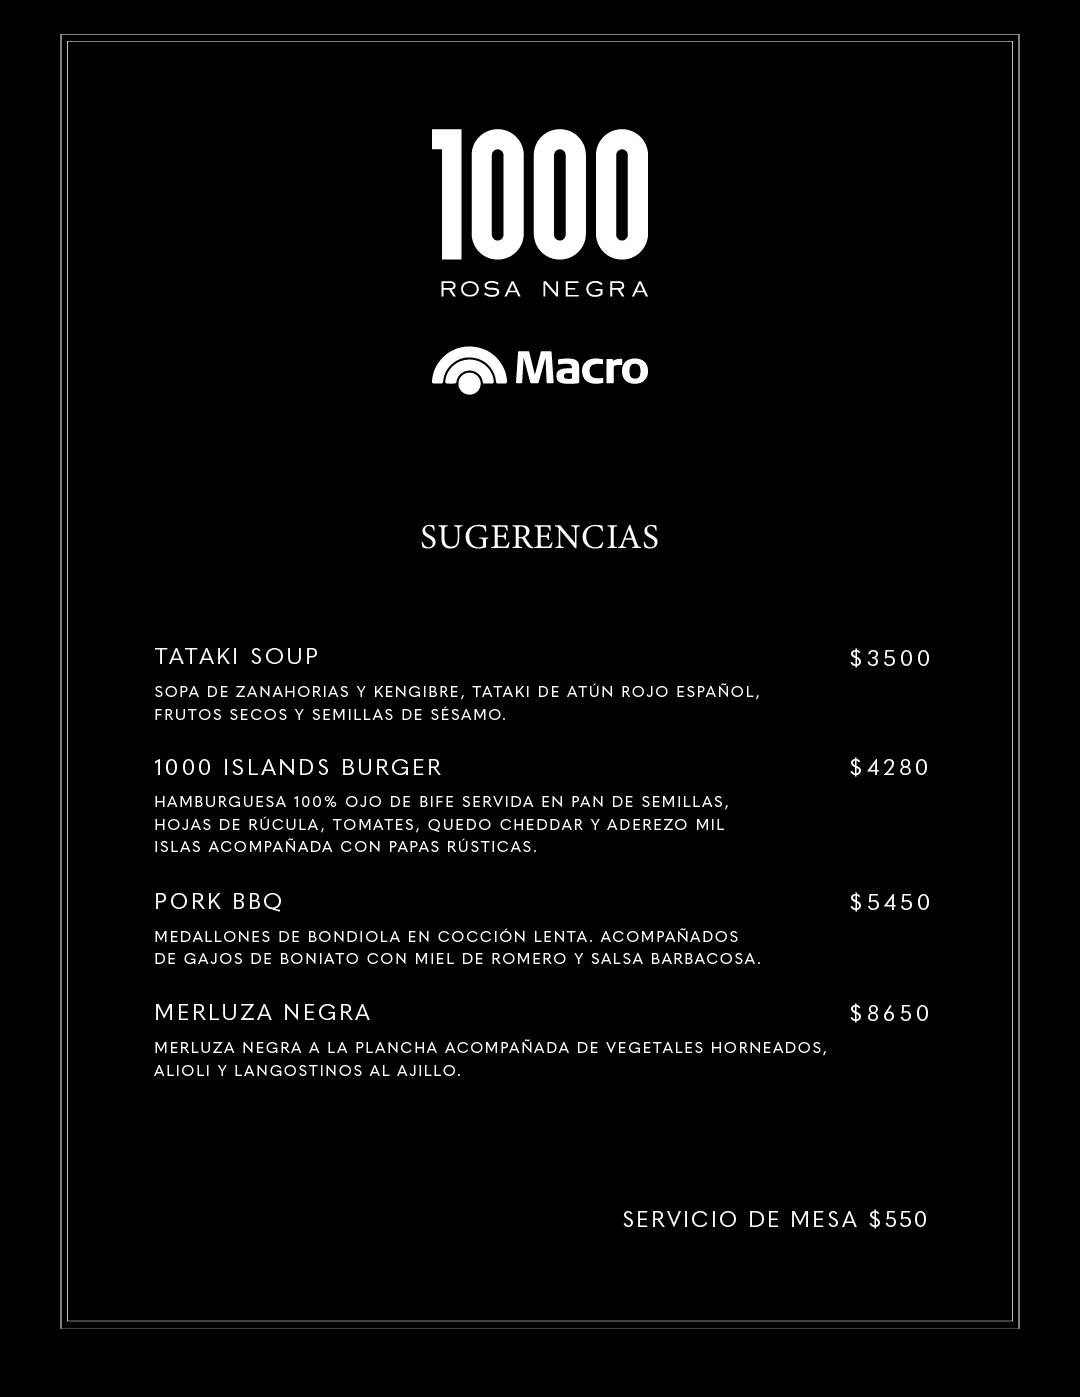 1000
ROSA NEGRA
Macro
SUGERENCIAS
TATAKI SOUP $3500
SOPA DE ZANAHORIAS Y KENGIBRE, TATAKI DE ATÚN ROJO ESPAÑOL,
FRUTOS SECOS Y SEMILLAS DE SÉSAMO.
1000 ISLANDS BURGER $4280
HAMBURGUESA 100% OJO DE BIFE SERVIDA EN PAN DE SEMILLAS,
HOJAS DE RÚCULA, TOMATES, QUEDO CHEDDAR Y ADEREZO MIL
ISLAS ACOMPAÑADA CON PAPAS RÚSTICAS.
PORK BBQ $5450
MEDALLONES DE BONDIOLA EN COCCIÓN LENTA. ACOMPAÑADOS
DE GAJOS DE BONIATO CON MIEL DE ROMERO Y SALSA BARBACOSA.
MERLUZA NEGRA $8650
MERLUZA NEGRA A LA PLANCHA ACOMPAÑADA DE VEGETALES HORNEADOS,
ALIOLI Y LANGOSTINOS AL AJILLO.
SERVICIO DE MESA $550